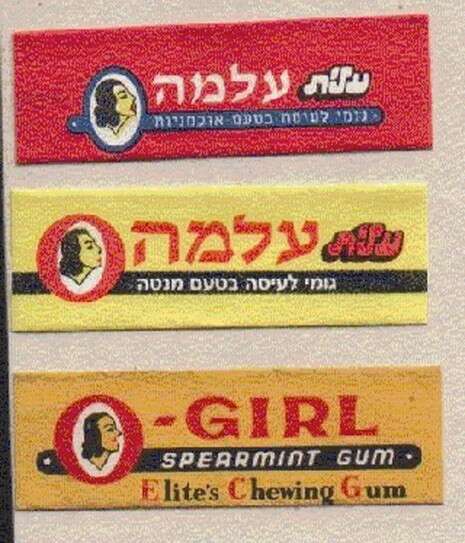 עלמה עלית
גומי לעיסה בטעם אוכמניות
עלמה עלית
גומי לעיסה בטעם מנטה
O-GIRL
SPEARMINT GUM
Elite's Chewing Gum